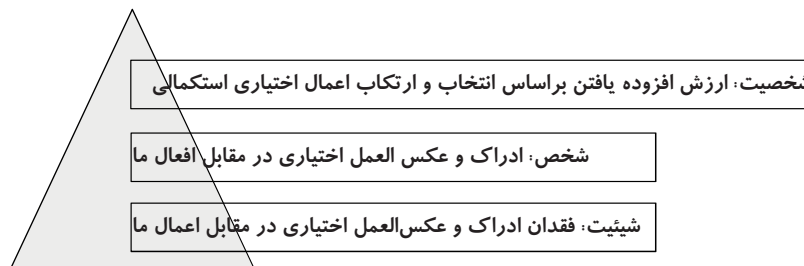 شخصیت: ارزش افزوده یافتن براساس انتخاب و ارتکاب اعمال اختیاری استکمالی
شخص: ادراک و عکس العمل اختیاری در مقابل افعال ما
شیئیت: فقدان ادراک و عکس‌العمل اختیاری در مقابل اعمال ما